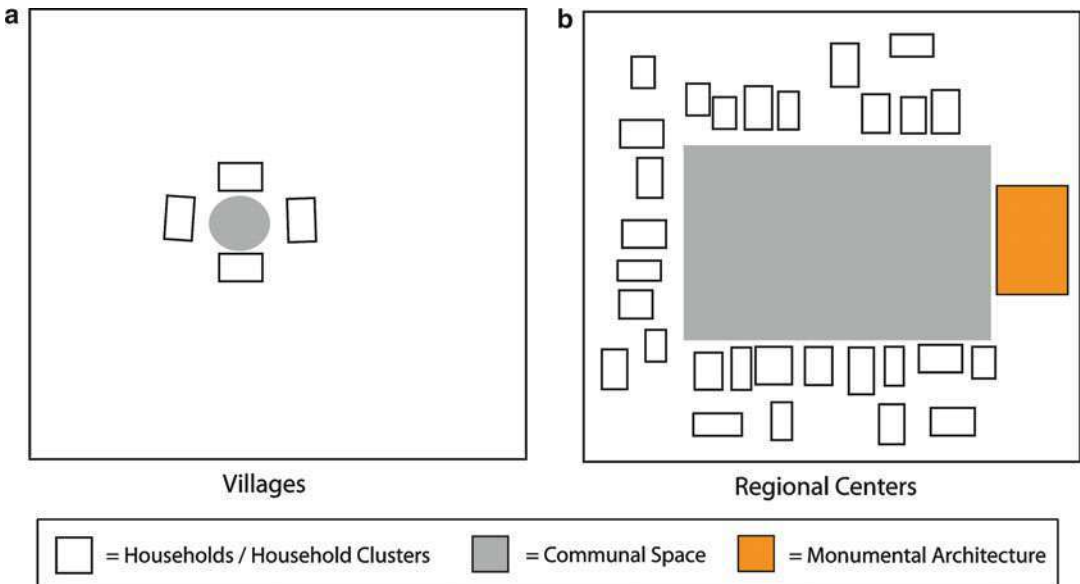 a
b
Villages
Regional Centers
= Households / Household Clusters
= Communal Space
= Monumental Architecture